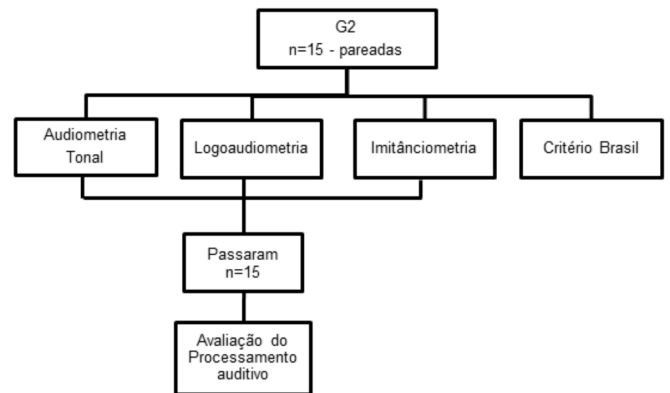 G2
n=15 - pareadas
Audiometria
Tonal
Logoaudiometria
Imitânciometria
Critério Brasil
Passaram
n=15
Avaliação do
Processamento
auditivo